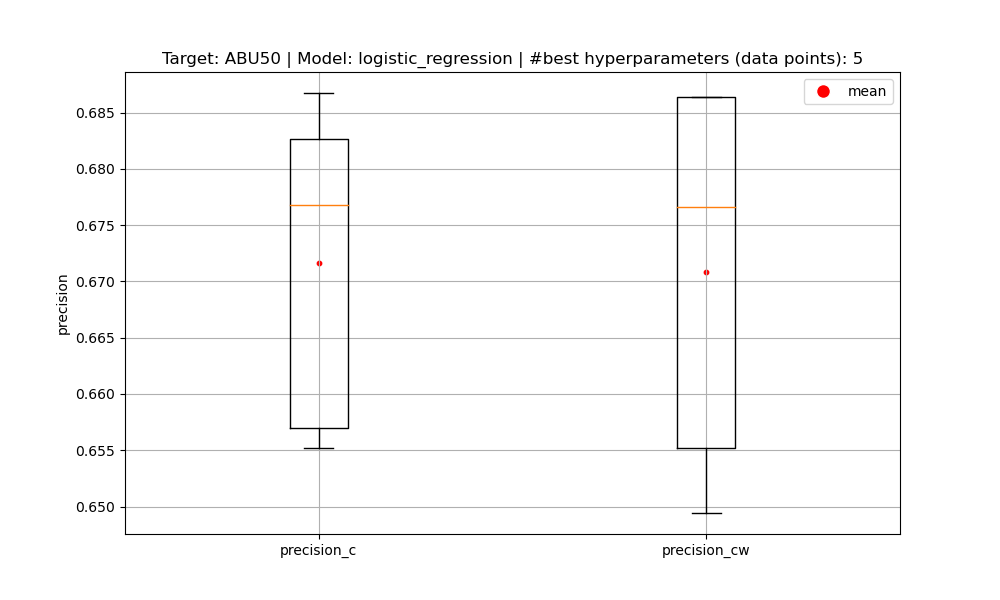 Target: ABU50 | Model: logistic_regression | #best hyperparameters (data points): 5
mean
0.685
0.680
0.675
0.670
0.665
0.660
0.655
0.650
precision
precision_c
precision_cw